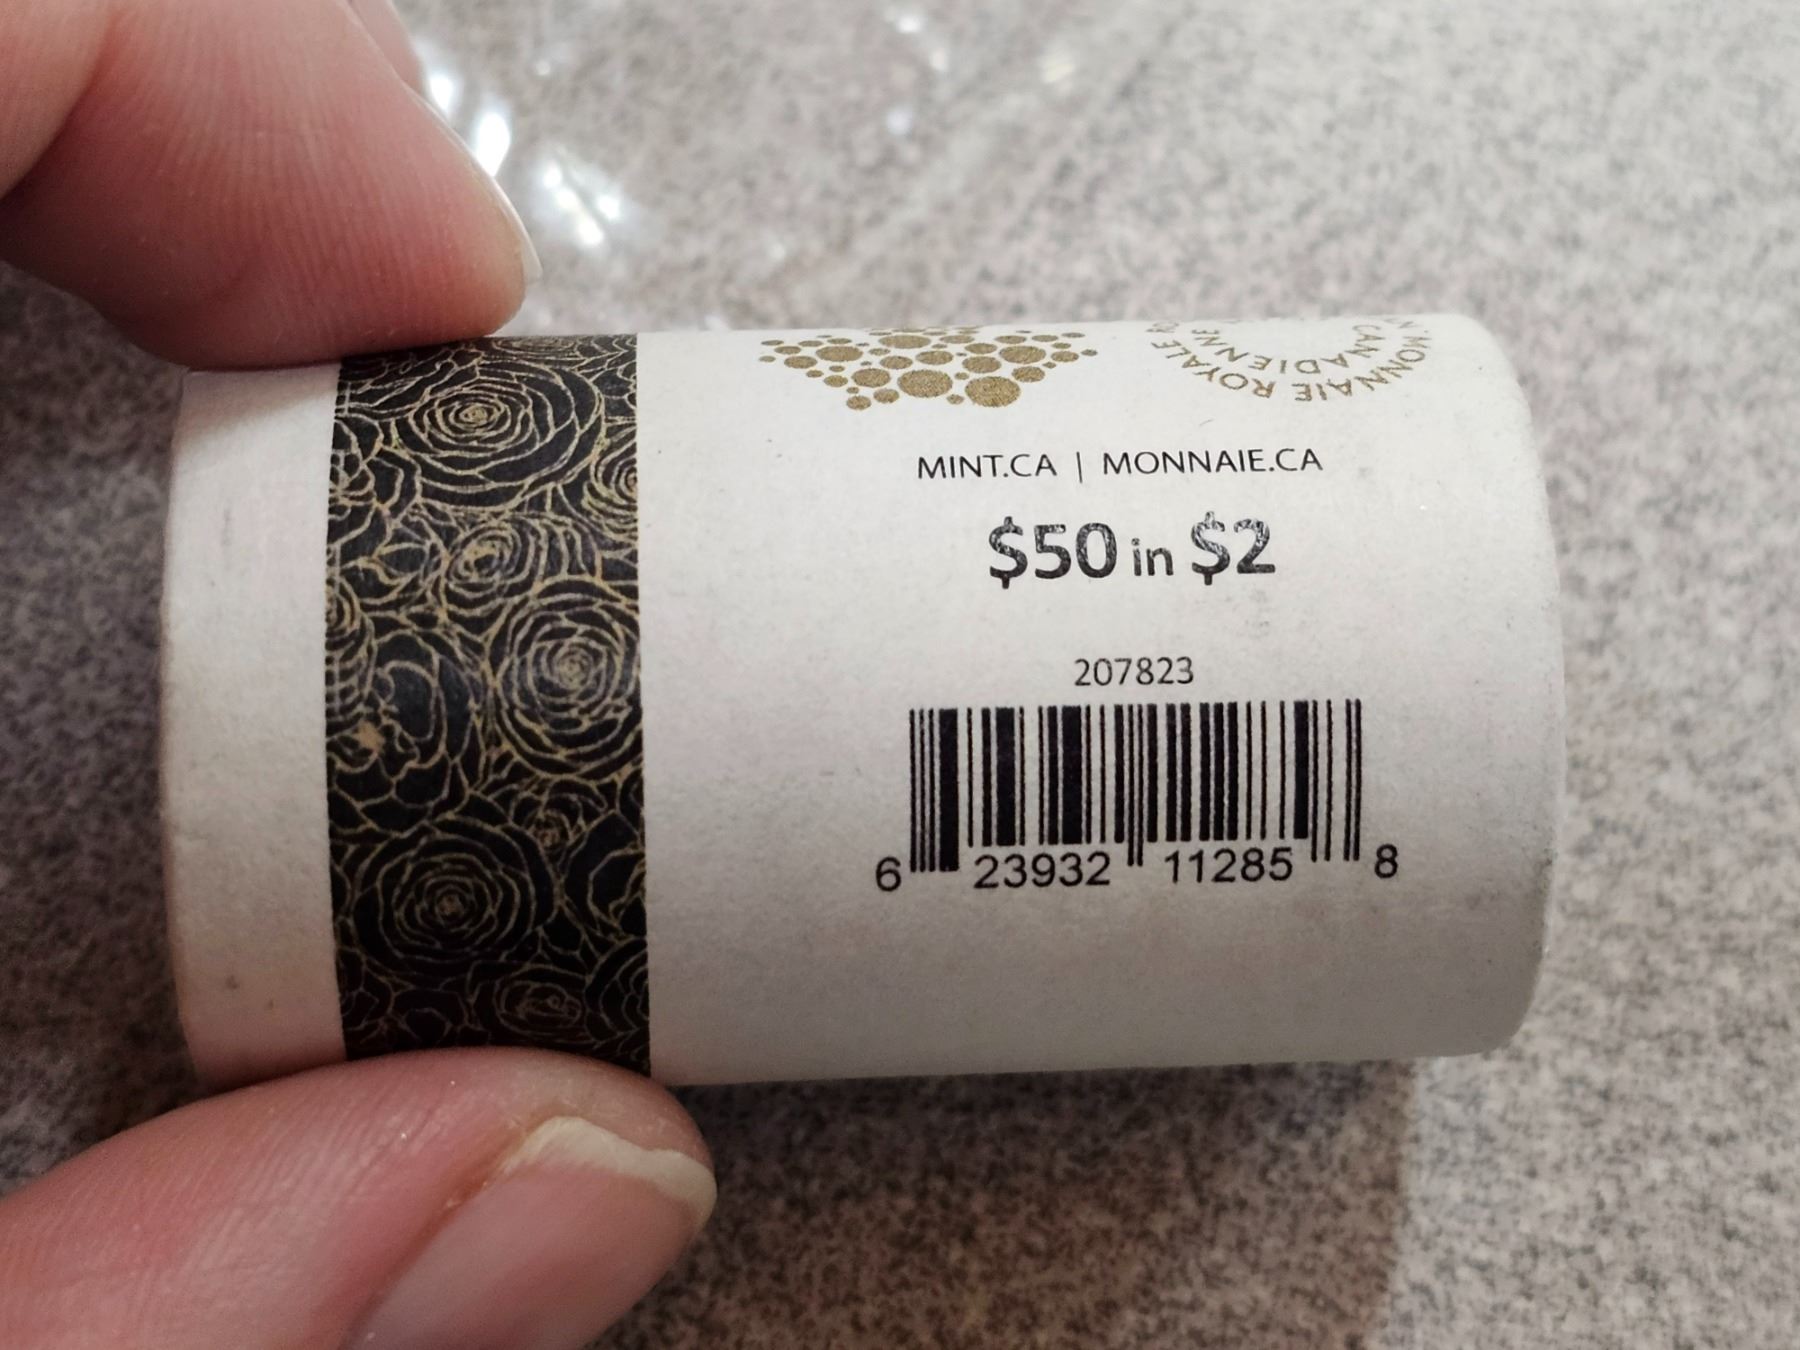 MONNAIE ROYALE
CANADIENNE
MINT.CA | MONNAIE.CA
$50 in $2
207823
6 23932 11285 8